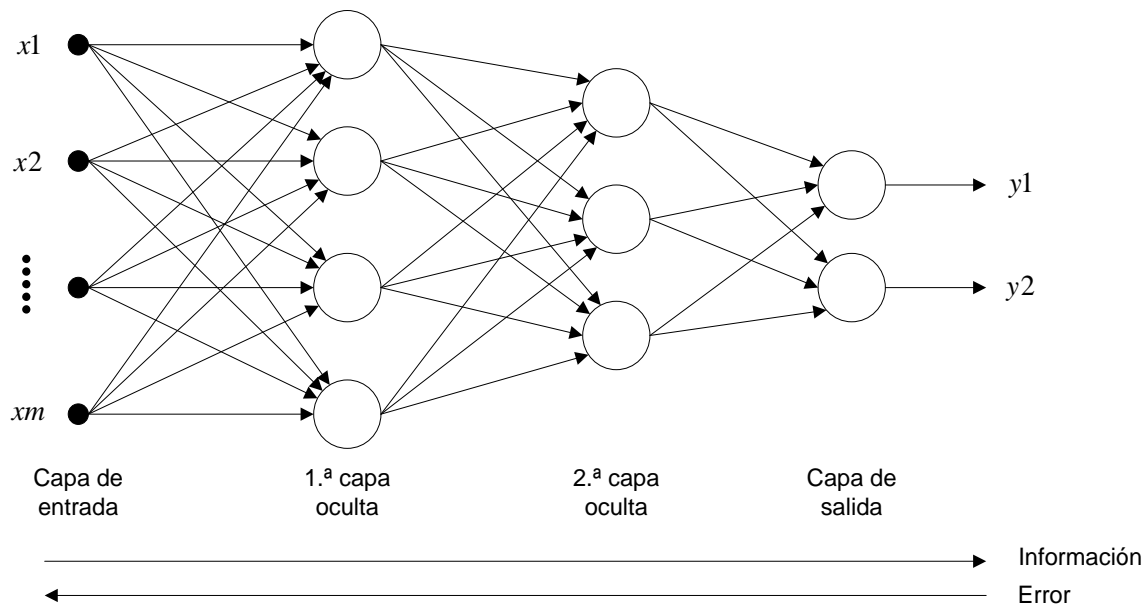 x1
x2
xm
y1
y2
Capa de
entrada
1.ª capa
oculta
2.ª capa
oculta
Capa de
salida
Información
Error